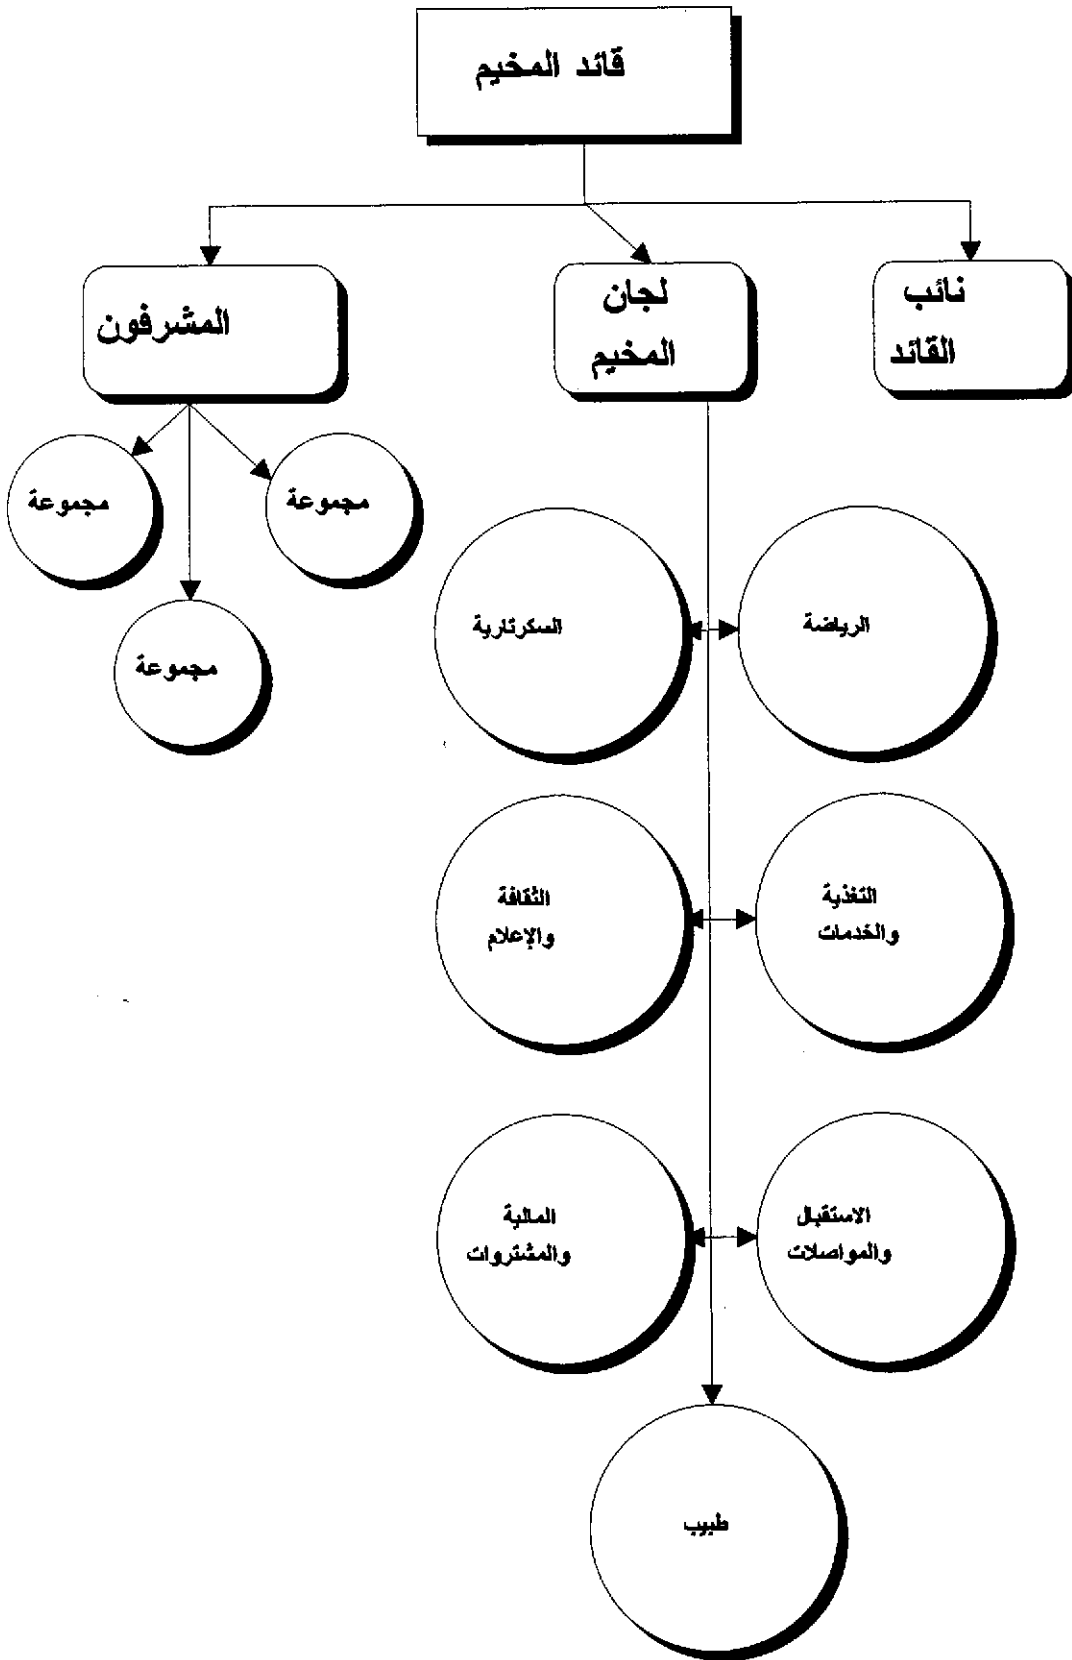 قائد المخيم
نائب
القائد
لجان
المخيم
المشرفون
مجموعة
مجموعة
مجموعة
الرياضة
السكرتارية
التغذية
والخدمات
الثقافة
والإعلام
الاستقبال
والمواصلات
المالية
والمشتروات
طبيب